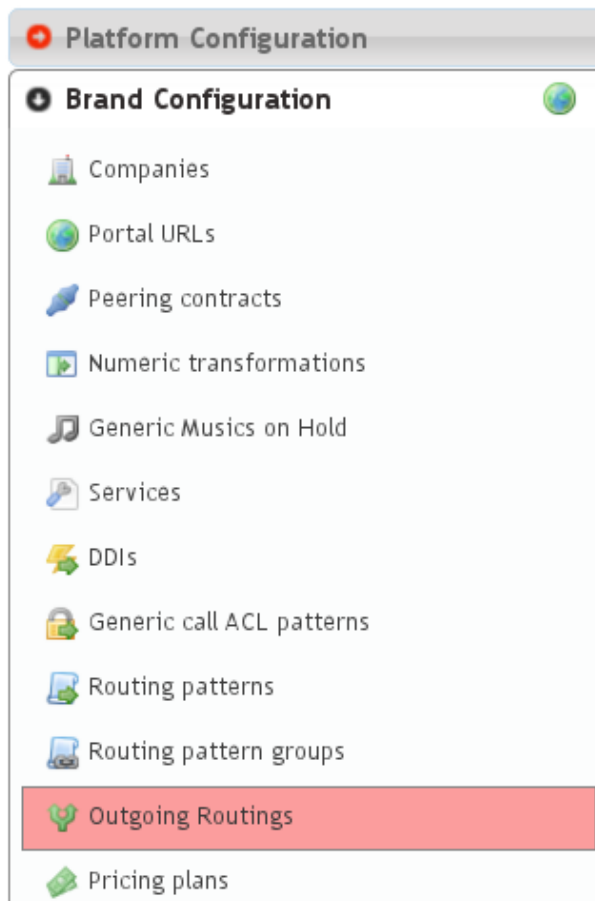 Platform Configuration
Brand Configuration
Companies
Portal URLs
Peering contracts
Numeric transformations
Generic Musics on Hold
Services
DDIs
Generic call ACL patterns
Routing patterns
Routing pattern groups
Outgoing Routings
Pricing plans